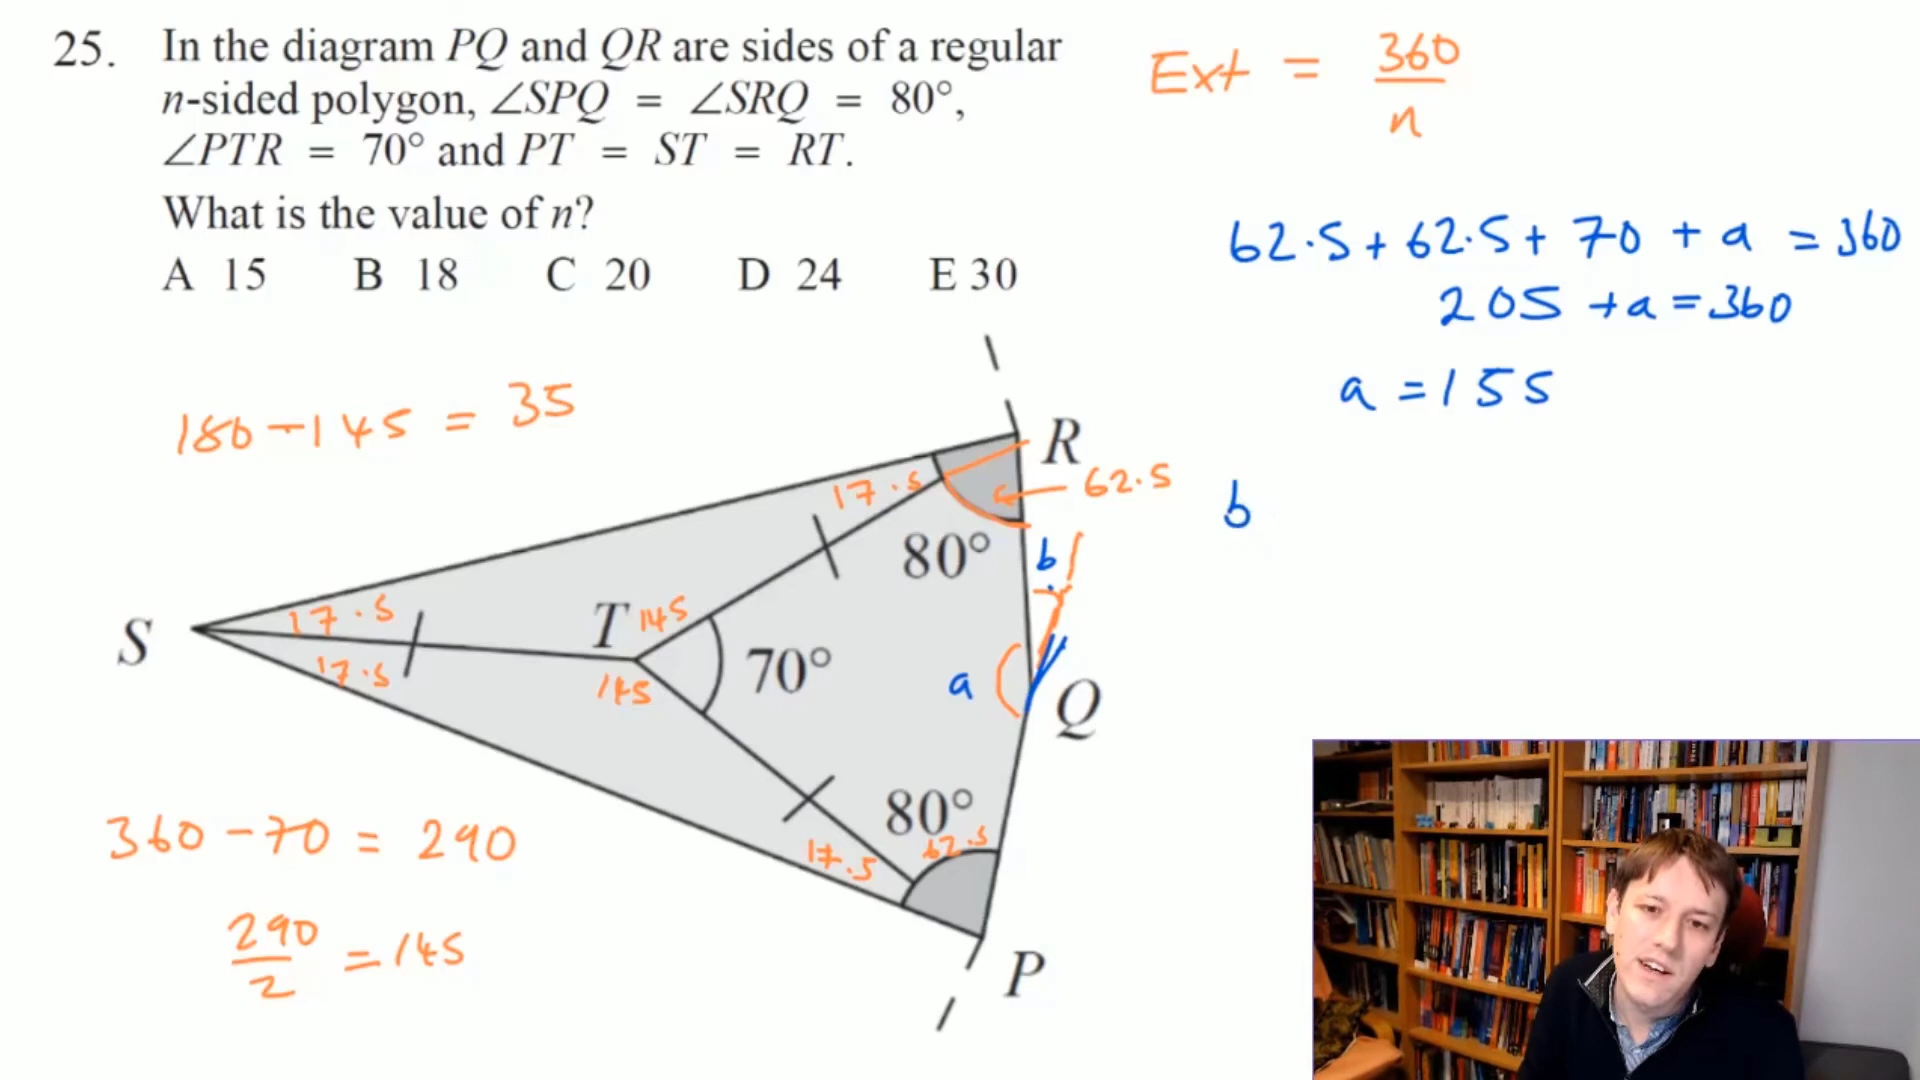 25. In the diagram PQ and QR are sides of a regular
n-sided polygon, ∠SPQ = ∠SRQ = 80°,
∠PTR = 70° and PT = ST = RT.
What is the value of n?
A 15 B 18 C 20 D 24 E 30
Ext = 360/n
62.5 + 62.5 + 70 + a = 360
205 + a = 360
a = 155
b
180 - 145 = 35
R
17.5
62.5
80°
b
S
17.5
17.5
T
145
145
70°
a
Q
80°
62.5
17.5
P
360 - 70 = 290
290/2 = 145